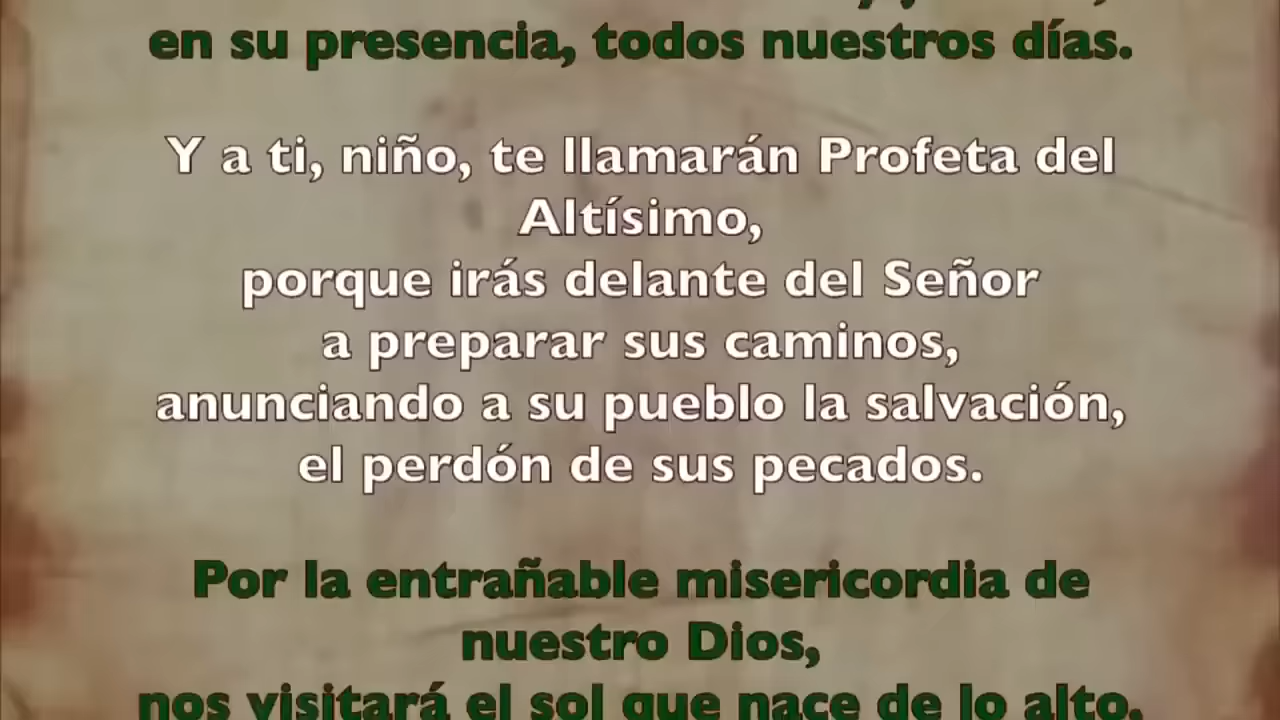 en su presencia, todos nuestros días.
Y a ti, niño, te llamarán Profeta del
Altísimo,
porque irás delante del Señor
a preparar sus caminos,
anunciando a su pueblo la salvación,
el perdón de sus pecados.
Por la entrañable misericordia de
nuestro Dios,
nos visitará el sol que nace de lo alto,